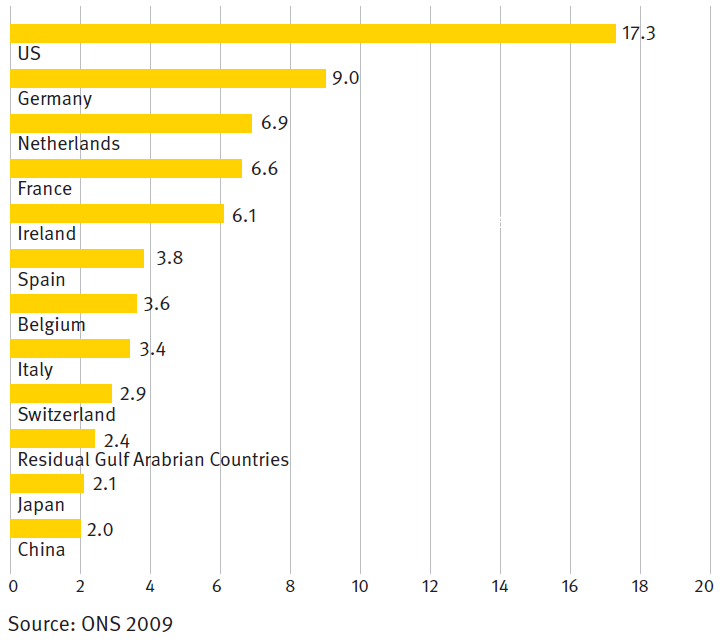 17.3
US
9.0
Germany
6.9
Netherlands
6.6
France
6.1
Ireland
3.8
Spain
3.6
Belgium
3.4
Italy
2.9
Switzerland
2.4
Residual Gulf Arabrian Countries
2.1
Japan
2.0
China
0 2 4 6 8 10 12 14 16 18 20
Source: ONS 2009